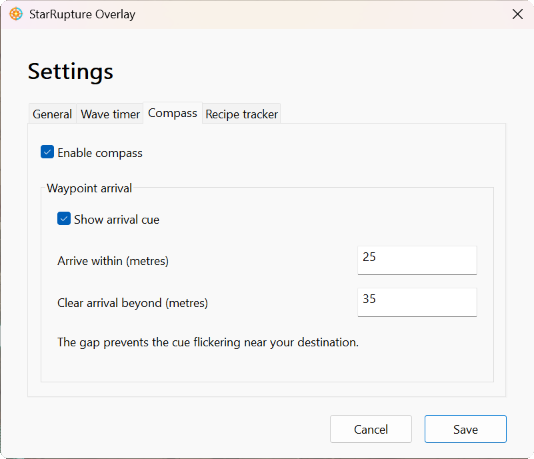 StarRupture Overlay
Settings
General Wave timer Compass Recipe tracker
Enable compass
Waypoint arrival
Show arrival cue
Arrive within (metres) 25
Clear arrival beyond (metres) 35
The gap prevents the cue flickering near your destination.
Cancel Save